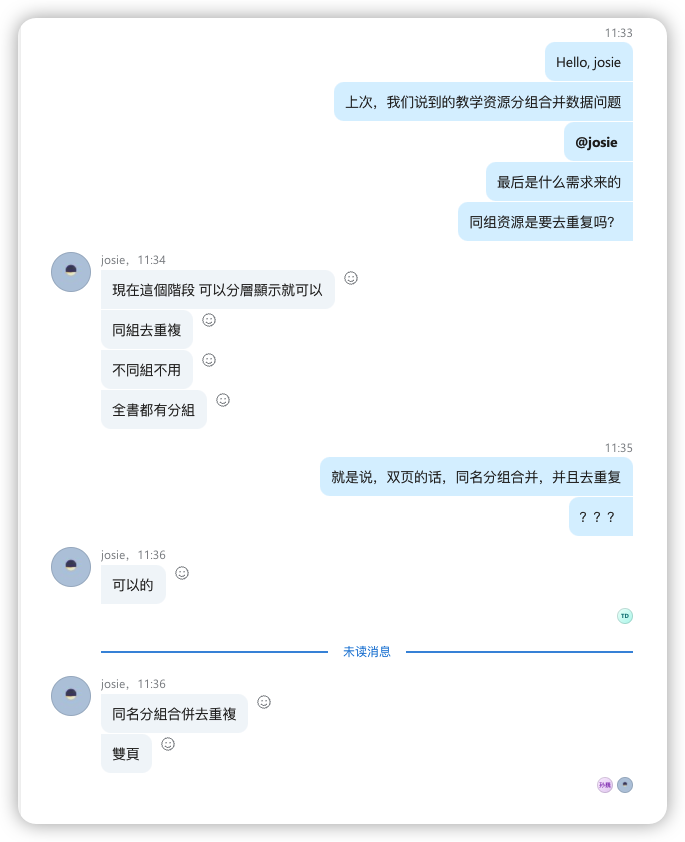 11:33
Hello, josie
上次，我们说到的教学资源分组合并数据问题
@josie
最后是什么需求来的
同组资源是要去重复吗？
josie，11:34
現在這個階段 可以分層顯示就可以
同組去重複
不同組不用
全書都有分組
11:35
就是说，双页的话，同名分组合并，并且去重复
？？？
josie，11:36
可以的
TD
未读消息
josie，11:36
同名分組合併去重複
雙頁